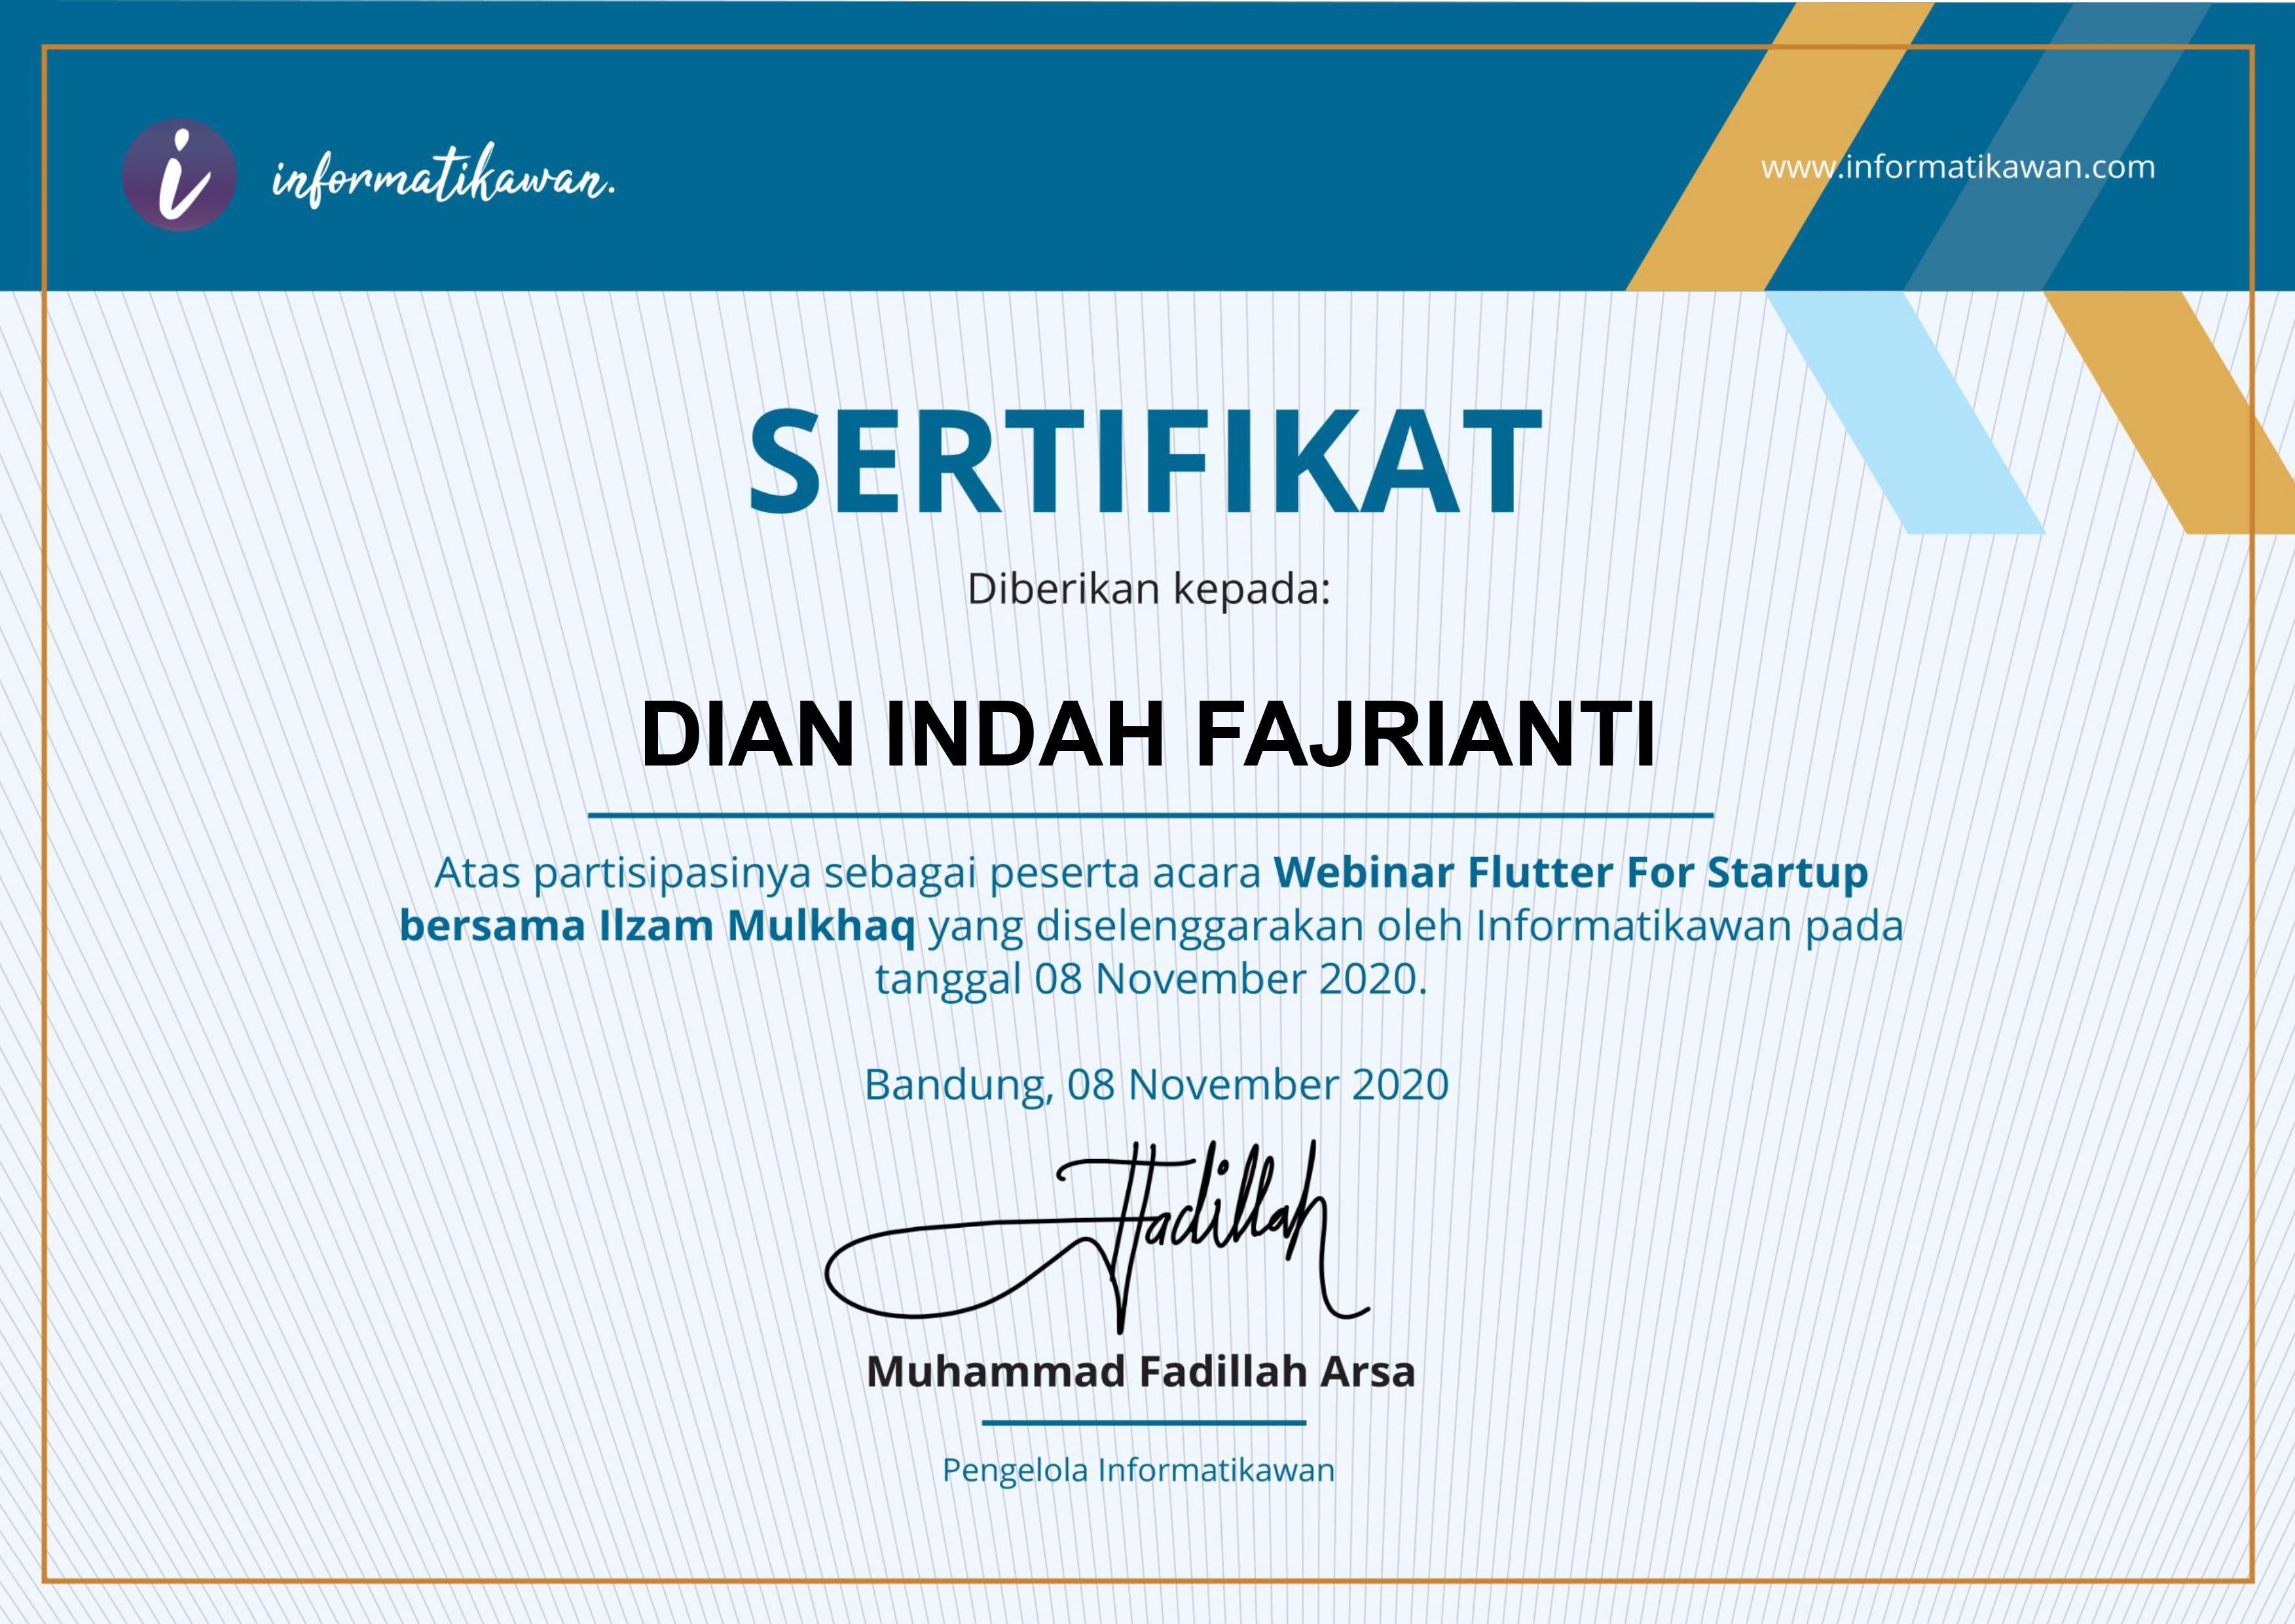 i informatikawan.
www.informatikawan.com
SERTIFIKAT
Diberikan kepada:
DIAN INDAH FAJRIANTI
Atas partisipasinya sebagai peserta acara Webinar Flutter For Startup
bersama Ilzam Mulkhaq yang diselenggarakan oleh Informatikawan pada
tanggal 08 November 2020.
Bandung, 08 November 2020
Fadillah
Muhammad Fadillah Arsa
Pengelola Informatikawan